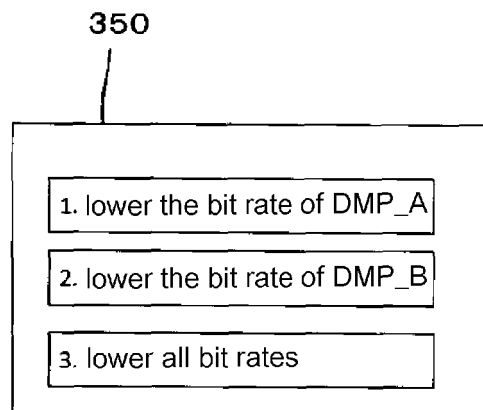 350
1. lower the bit rate of DMP_A
2. lower the bit rate of DMP_B
3. lower all bit rates